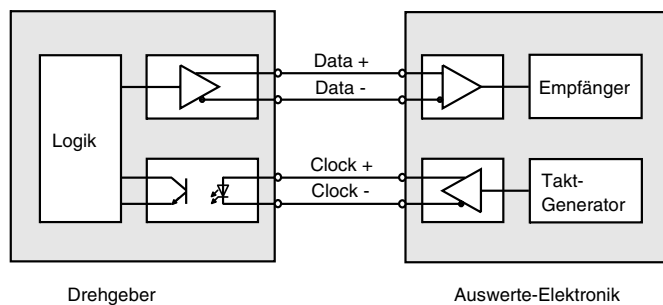 Data +
Data -
Empfänger
Logik
Clock +
Clock -
Takt-
Generator
Drehgeber
Auswerte-Elektronik